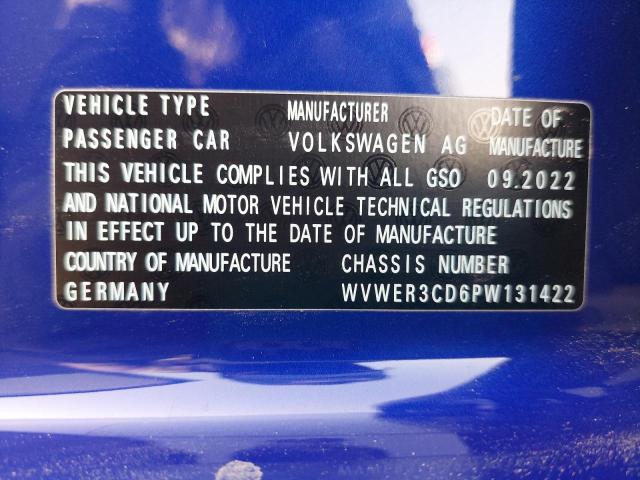 VEHICLE TYPE MANUFACTURER DATE OF
PASSENGER CAR VOLKSWAGEN AG MANUFACTURE
THIS VEHICLE COMPLIES WITH ALL GSO 09.2022
AND NATIONAL MOTOR VEHICLE TECHNICAL REGULATIONS
IN EFFECT UP TO THE DATE OF MANUFACTURE
COUNTRY OF MANUFACTURE CHASSIS NUMBER
GERMANY WVWER3CD6PW131422